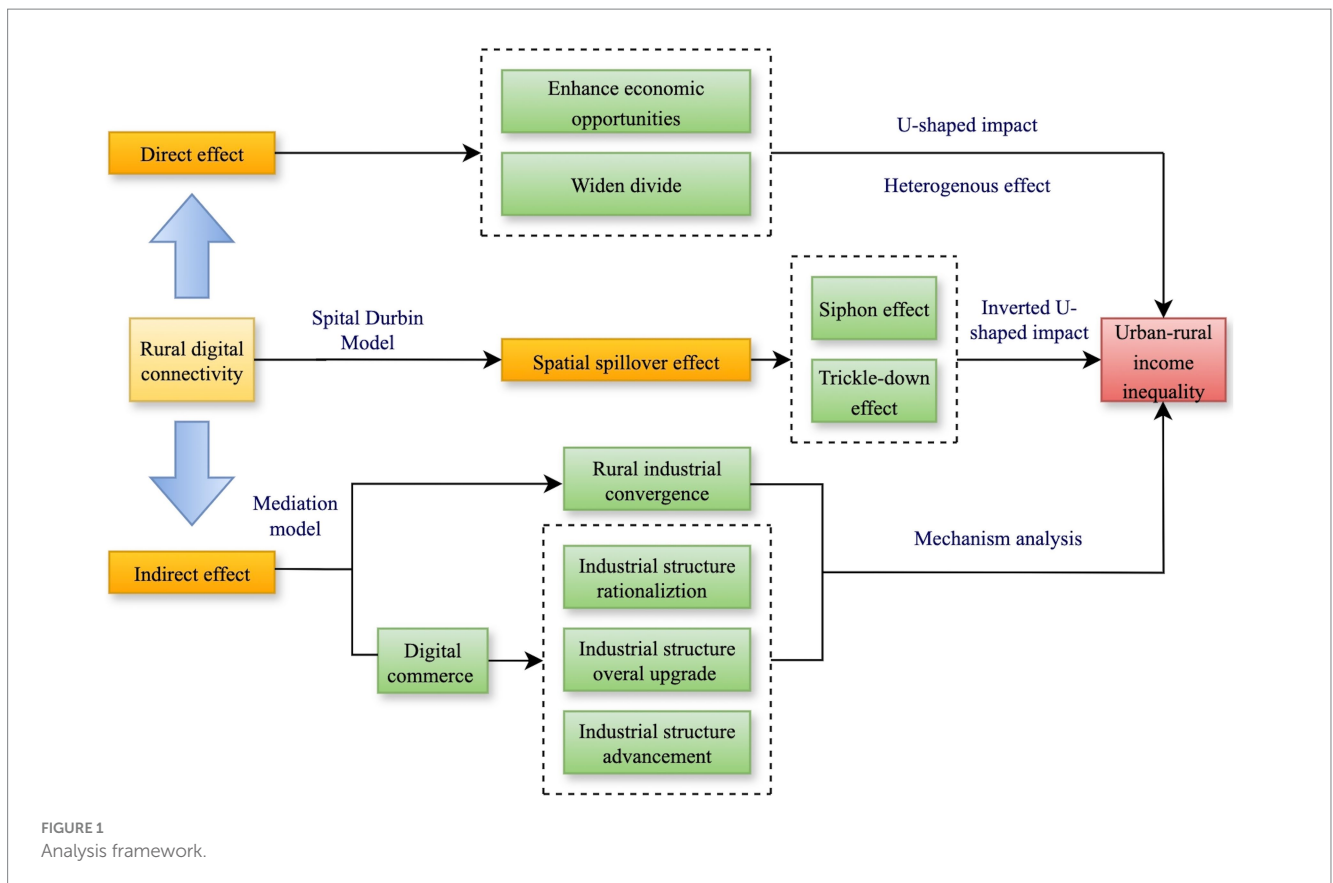 Enhance economic
opportunities
Direct effect
Widen divide
U-shaped impact
Heterogenous effect
Rural digital
connectivity
Spital Durbin
Model
Spatial spillover effect
Siphon effect
Trickle-down
effect
Inverted U-
shaped impact
Urban-rural
income
inequality
Indirect effect
Mediation
model
Rural industrial
convergence
Digital
commerce
Industrial structure
rationaliztion
Industrial structure
overal upgrade
Industrial structure
advancement
Mechanism analysis
FIGURE 1
Analysis framework.